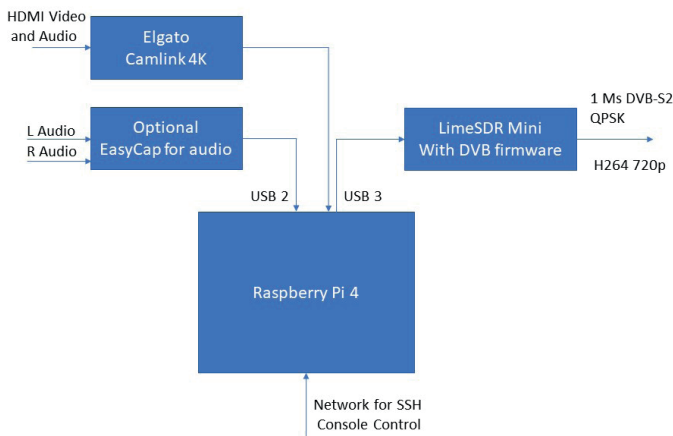 HDMI Video
and Audio
Elgato
Camlink 4K
L Audio
R Audio
Optional
EasyCap for audio
LimeSDR Mini
With DVB firmware
1 Ms DVB-S2
QPSK
H264 720p
USB 2
USB 3
Raspberry Pi 4
Network for SSH
Console Control